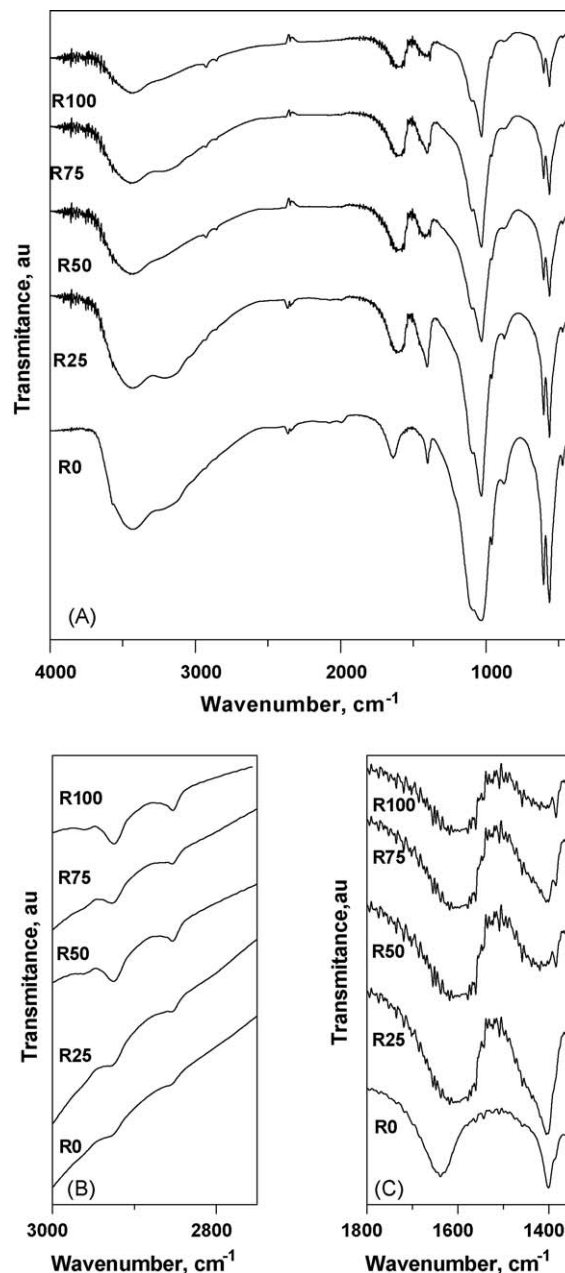 Transmitance, au
R100
R75
R50
R25
R0
(A)
4000 3000 2000 1000
Wavenumber, cm-1
Transmitance, au
R100
R75
R50
R25
R0
(B)
3000 2800
Wavenumber, cm-1
Transmitance,au
R100
R75
R50
R25
R0
(C)
1800 1600 1400
Wavenumber, cm-1